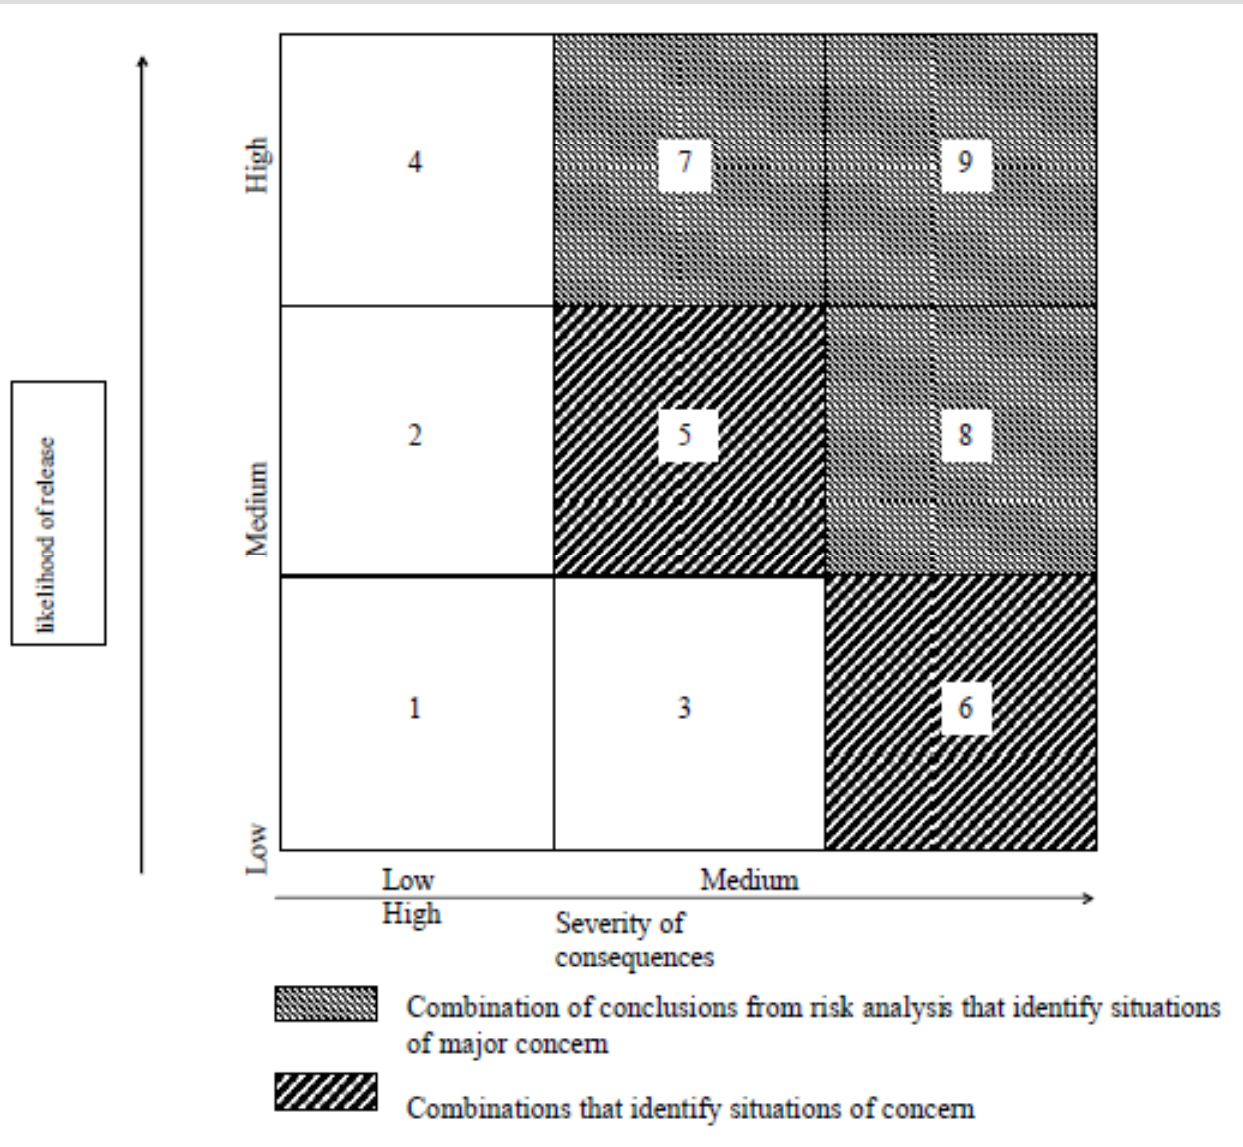 High
4
7
9
likelihood of release
Medium
2
5
8
Low
1
3
6
Low
Medium
High
Severity of
consequences
Combination of conclusions from risk analysis that identify situations
of major concern
Combinations that identify situations of concern